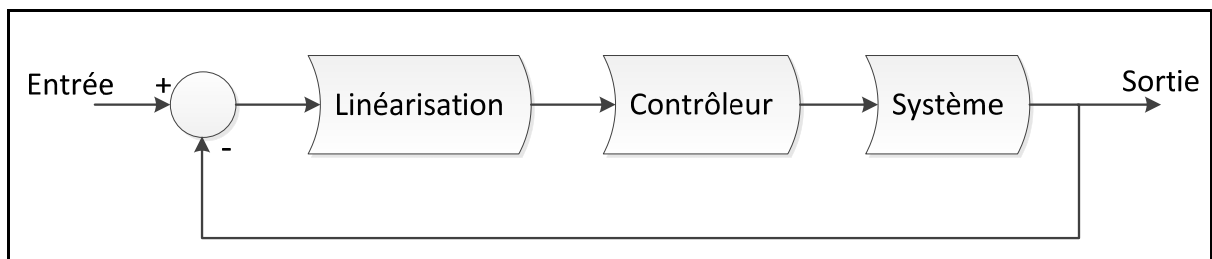 Entrée
+
-
Linéarisation
Contrôleur
Système
Sortie